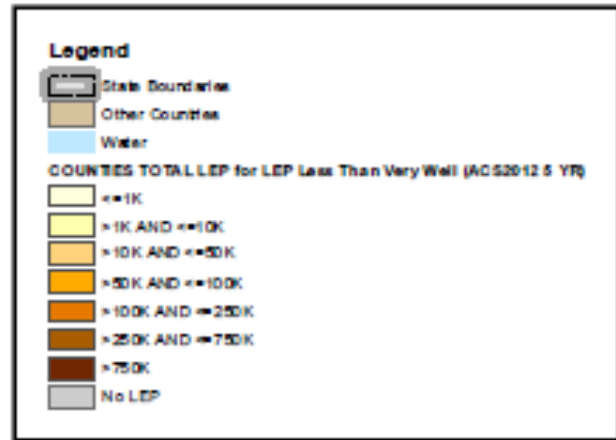 Legend
State Boundaries
Other Counties
Water
COUNTIES TOTAL LEP for LEP Less Than Very Well (ACS2012 5 YR)
<=1K
>1K AND <=10K
>10K AND <=50K
>50K AND <=100K
>100K AND <=250K
>250K AND <=750K
>750K
No LEP